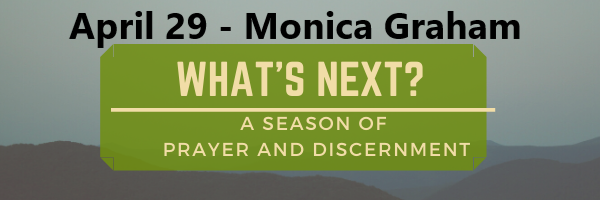 April 29 - Monica Graham
WHAT'S NEXT?
A SEASON OF
PRAYER AND DISCERNMENT